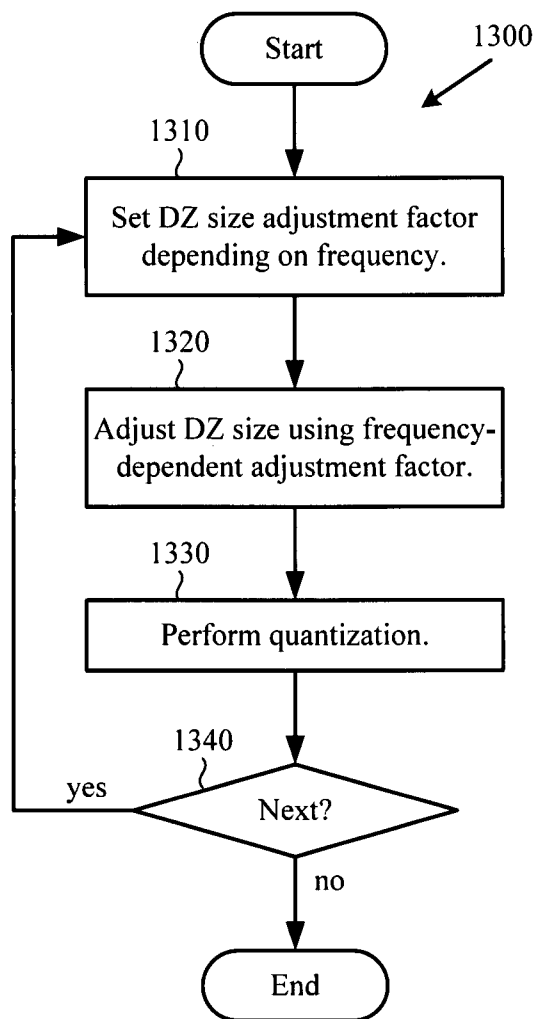 Start
1300
1310
Set DZ size adjustment factor
depending on frequency.
1320
Adjust DZ size using frequency-
dependent adjustment factor.
1330
Perform quantization.
1340
yes
Next?
no
End